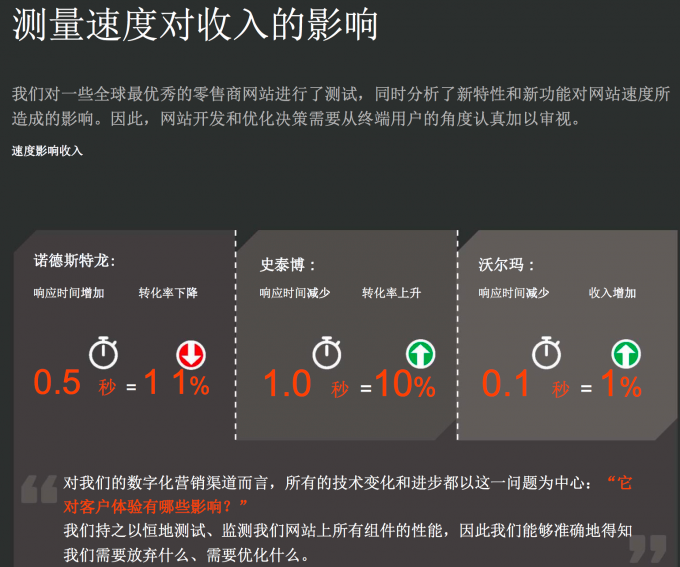 测量速度对收入的影响
我们对一些全球最优秀的零售商网站进行了测试，同时分析了新特性和新功能对网站速度所
造成的影响。因此，网站开发和优化决策需要从终端用户的角度认真加以审视。
速度影响收入
诺德斯特龙:
响应时间增加 转化率下降
0.5 秒 = 1 1%
史泰博：
响应时间减少 转化率上升
1.0 秒 =10%
沃尔玛：
响应时间减少 收入增加
0.1 秒 = 1%
对我们的数字化营销渠道而言，所有的技术变化和进步都以这一问题为中心：“它
对客户体验有哪些影响？”
我们持之以恒地测试、监测我们网站上所有组件的性能，因此我们能够准确地得知
我们需要放弃什么、需要优化什么。